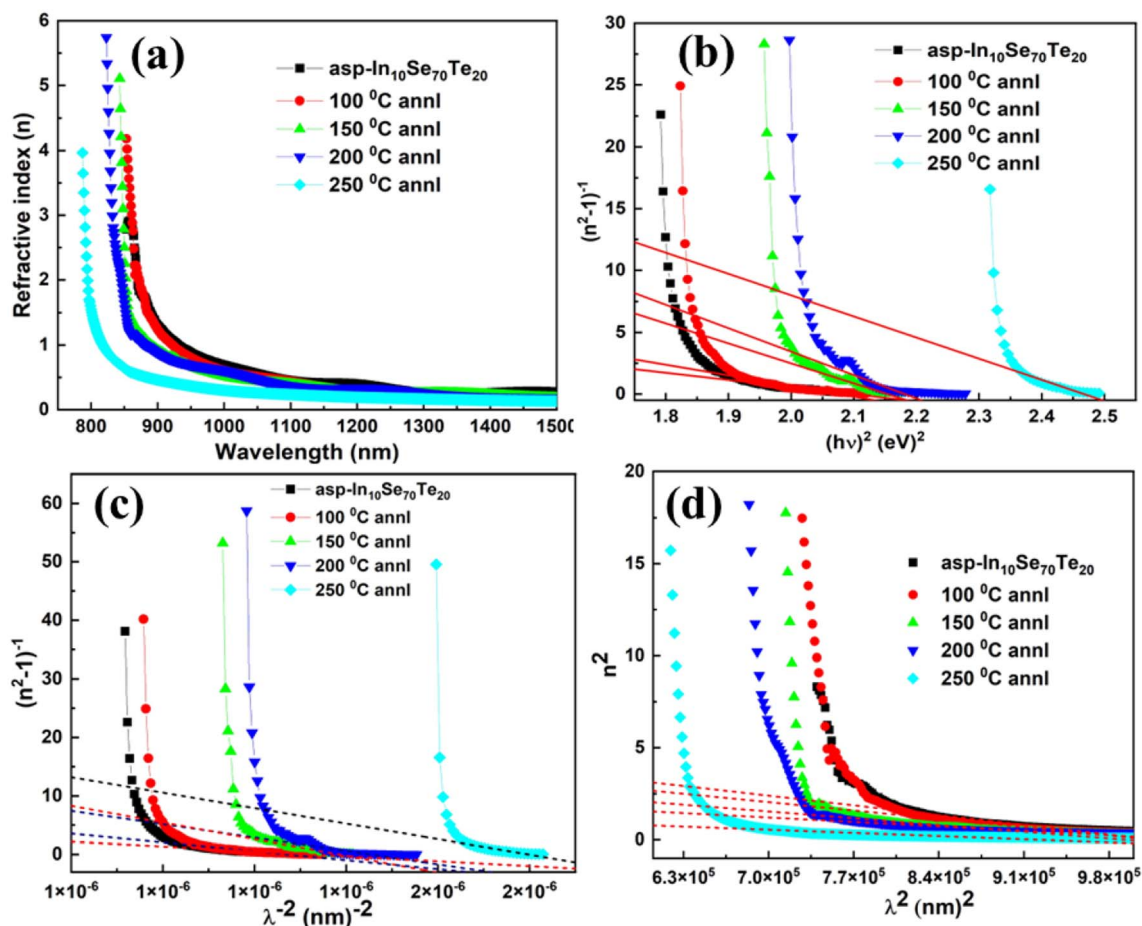 (a)
asp-In₁₀Se₇₀Te₂₀
100 ⁰C annl
150 ⁰C annl
200 ⁰C annl
250 ⁰C annl
6
5
4
3
2
1
0
Refractive index (n)
800 900 1000 1100 1200 1300 1400 1500
Wavelength (nm)
(b)
asp-In₁₀Se₇₀Te₂₀
100 ⁰C annl
150 ⁰C annl
200 ⁰C annl
250 ⁰C annl
30
25
20
15
10
5
0
(n²-1)⁻¹
1.8 1.9 2.0 2.1 2.2 2.3 2.4 2.5
(hν)² (eV)²
(c)
asp-In₁₀Se₇₀Te₂₀
100 ⁰C annl
150 ⁰C annl
200 ⁰C annl
250 ⁰C annl
60
50
40
30
20
10
0
(n²-1)⁻¹
1×10⁻⁶ 1×10⁻⁶ 1×10⁻⁶ 1×10⁻⁶ 2×10⁻⁶ 2×10⁻⁶
λ⁻² (nm)⁻²
(d)
asp-In₁₀Se₇₀Te₂₀
100 ⁰C annl
150 ⁰C annl
200 ⁰C annl
250 ⁰C annl
20
15
10
5
0
n²
6.3×10⁵ 7.0×10⁵ 7.7×10⁵ 8.4×10⁵ 9.1×10⁵ 9.8×10⁵
λ² (nm)²